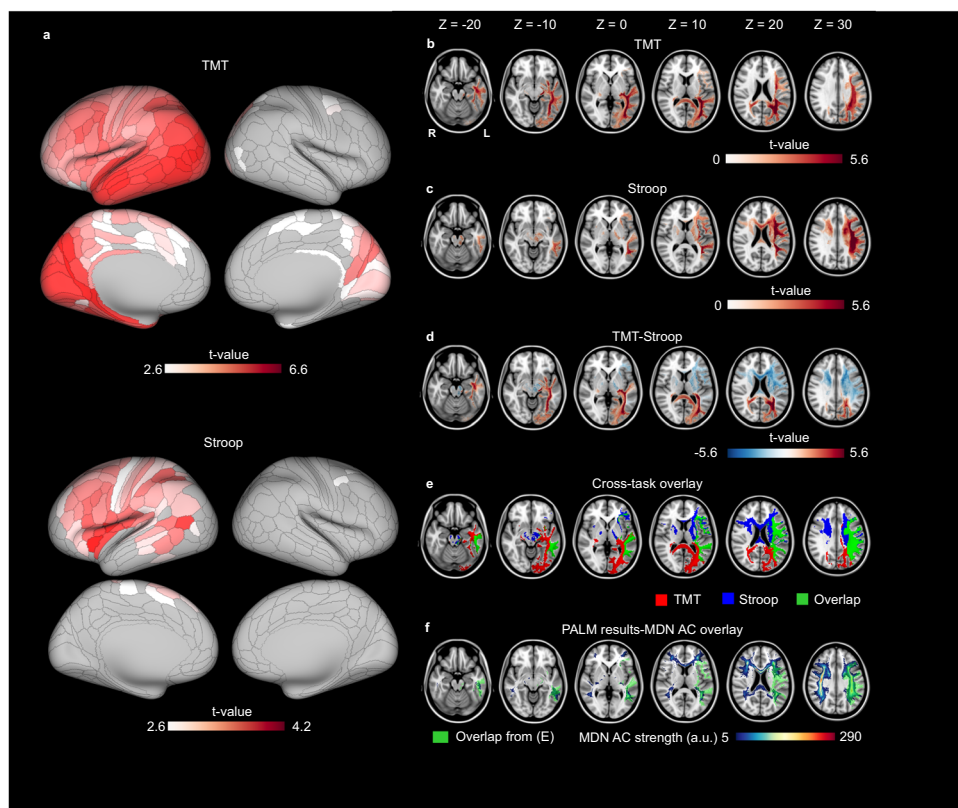 a
TMT
t-value
2.6 6.6
Stroop
t-value
2.6 4.2
Z = -20 Z = -10 Z = 0 Z = 10 Z = 20 Z = 30
b TMT
R L
t-value
0 5.6
c Stroop
t-value
0 5.6
d TMT-Stroop
t-value
-5.6 5.6
e Cross-task overlay
TMT Stroop Overlap
f PALM results-MDN AC overlay
Overlap from (E) MDN AC strength (a.u.) 5 290